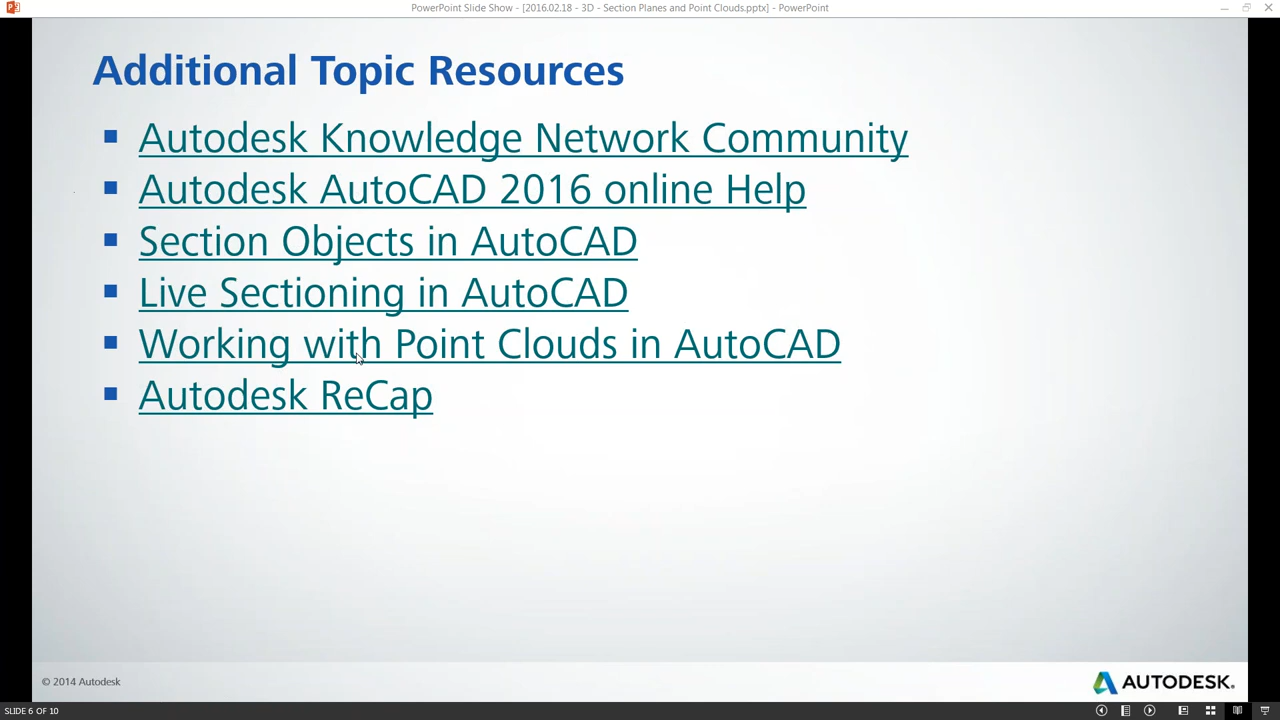 PowerPoint Slide Show - [2016.02.18 - 3D - Section Planes and Point Clouds.pptx] - PowerPoint
Additional Topic Resources
Autodesk Knowledge Network Community
Autodesk AutoCAD 2016 online Help
Section Objects in AutoCAD
Live Sectioning in AutoCAD
Working with Point Clouds in AutoCAD
Autodesk ReCap
© 2014 Autodesk
AUTODESK.
SLIDE 6 OF 10